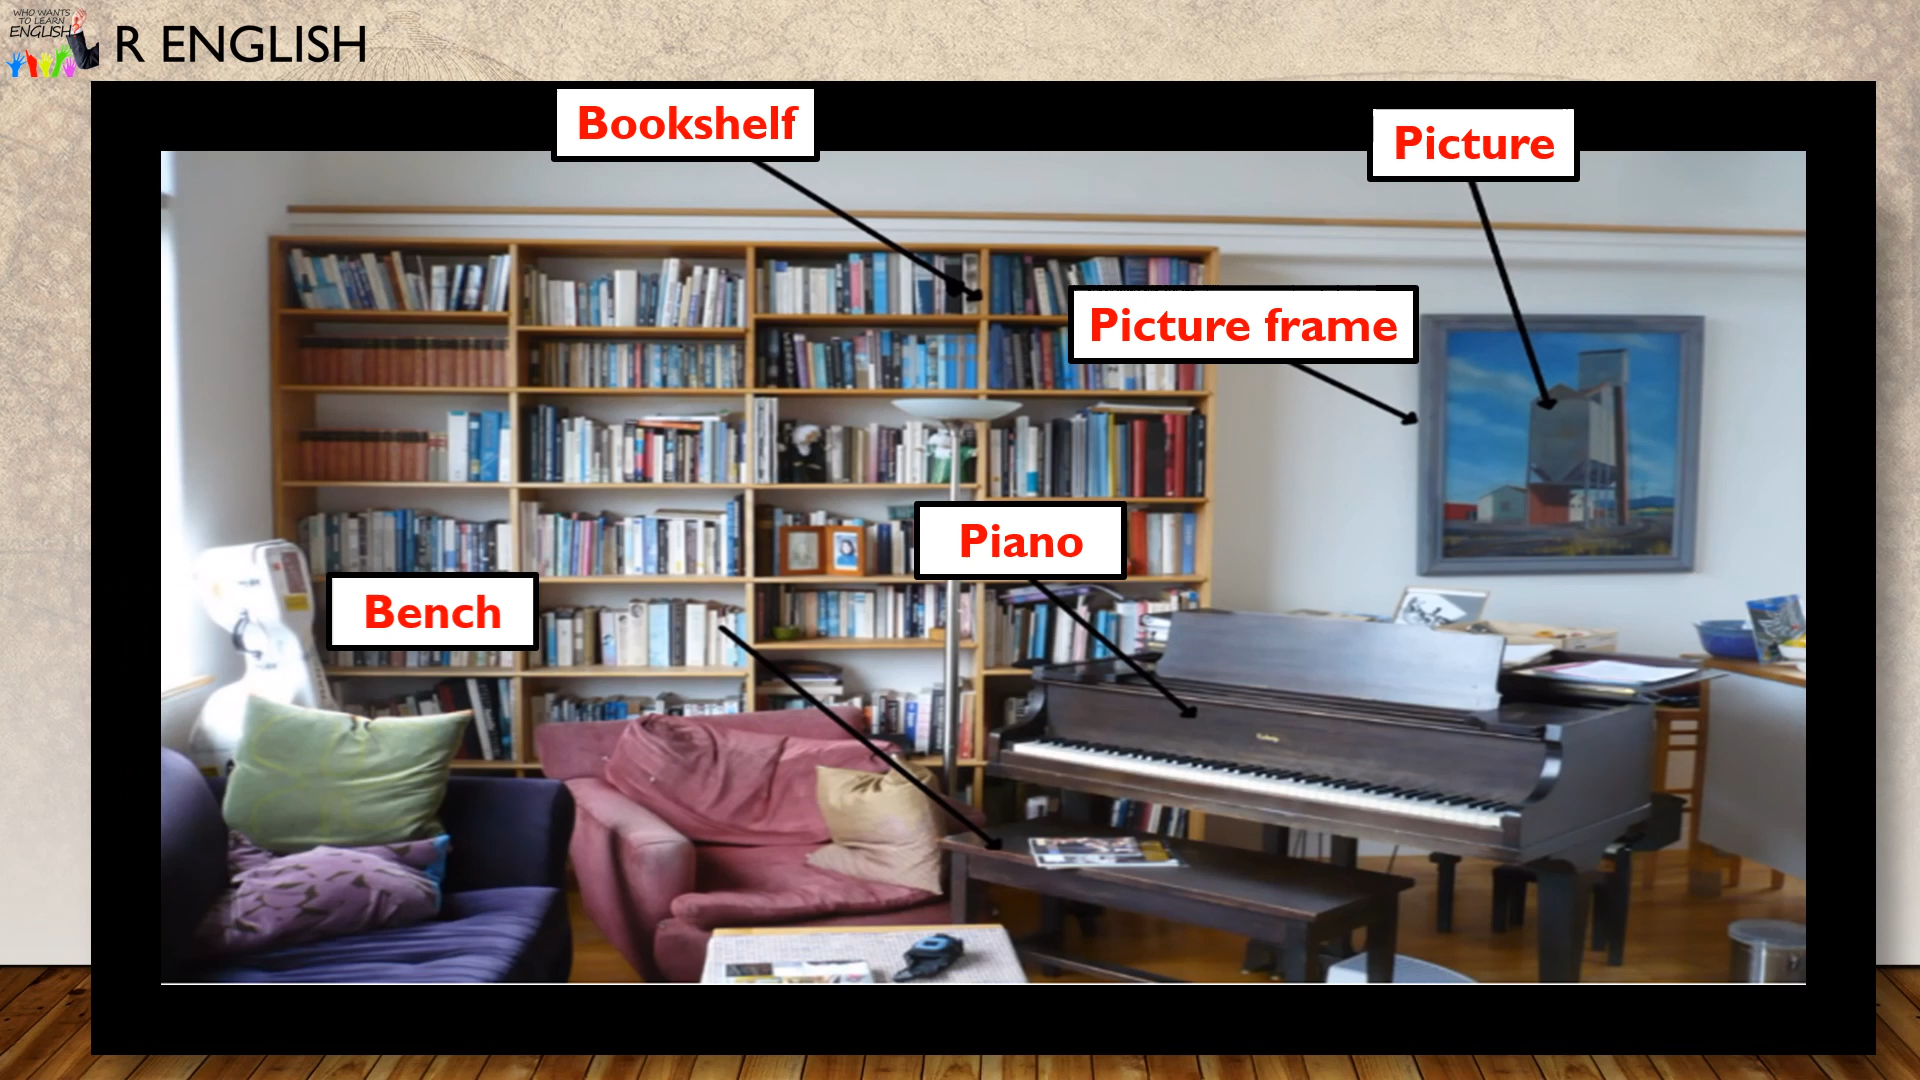 WHO WANTS
TO LEARN
ENGLISH
R ENGLISH
Bookshelf
Picture
Picture frame
Piano
Bench